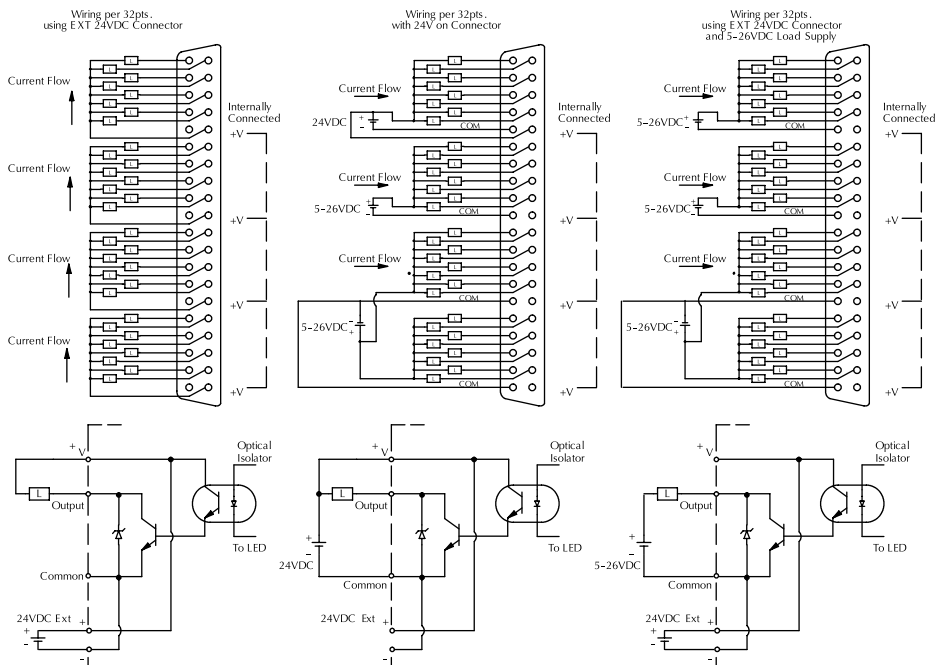 Wiring per 32pts.
using EXT 24VDC Connector
Current Flow
L
L
L
L
L
L
L
L
Internally
Connected
+V
Current Flow
L
L
L
L
L
L
L
L
+V
Current Flow
L
L
L
L
L
L
L
L
+V
Current Flow
L
L
L
L
L
L
L
L
+V
Wiring per 32pts.
with 24V on Connector
Current Flow
L
L
L
L
L
L
L
L
24VDC
+
-
COM
Internally
Connected
+V
Current Flow
L
L
L
L
L
L
L
L
5-26VDC
+
-
COM
+V
Current Flow
L
L
L
L
L
L
L
L
COM
+V
5-26VDC
-
+
L
L
L
L
L
L
L
L
COM
+V
Wiring per 32pts.
using EXT 24VDC Connector
and 5-26VDC Load Supply
Current Flow
L
L
L
L
L
L
L
L
5-26VDC
+
-
COM
Internally
Connected
+V
Current Flow
L
L
L
L
L
L
L
L
5-26VDC
+
-
COM
+V
Current Flow
L
L
L
L
L
L
L
L
COM
+V
5-26VDC
-
+
L
L
L
L
L
L
L
L
COM
+V
+ V
Optical
Isolator
L
Output
To LED
Common
24VDC Ext +
+
-
-
+ V
Optical
Isolator
L
Output
+
-
24VDC
To LED
Common
24VDC Ext +
-
+ V
Optical
Isolator
L
Output
+
-
5-26VDC
To LED
Common
24VDC Ext +
+
-
-